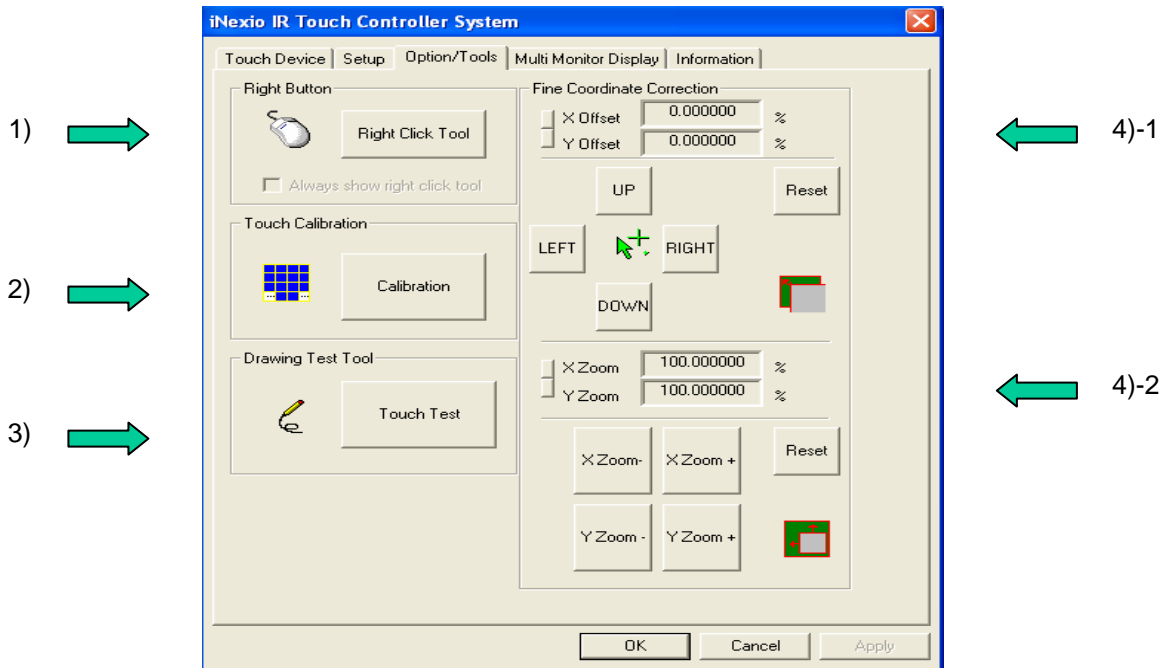 iNexio IR Touch Controller System
Touch Device Setup Option/Tools Multi Monitor Display Information
1)
Right Button
Right Click Tool
Always show right click tool
2)
Touch Calibration
Calibration
3)
Drawing Test Tool
Touch Test
4)-1
Fine Coordinate Correction
X Offset 0.000000 %
Y Offset 0.000000 %
UP
Reset
LEFT RIGHT
DOWN
4)-2
X Zoom 100.000000 %
Y Zoom 100.000000 %
X Zoom- X Zoom + Reset
Y Zoom - Y Zoom +
OK Cancel Apply